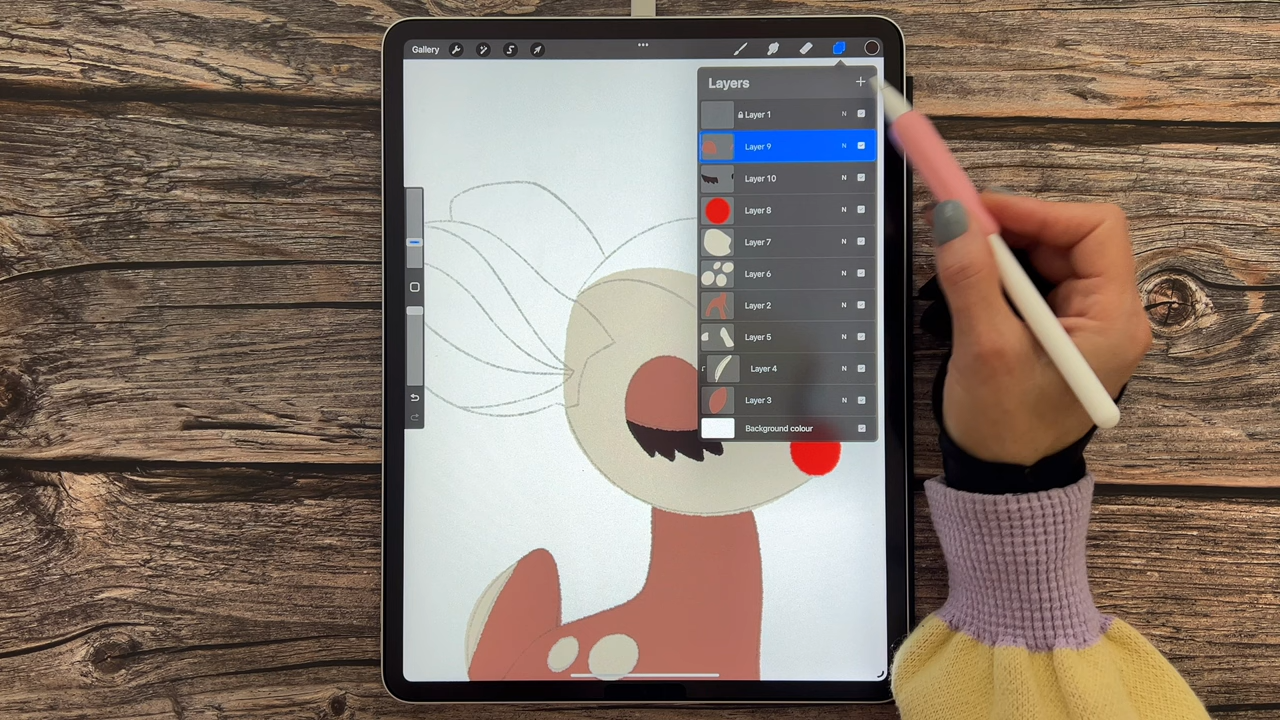 Gallery
Layers
Layer 1 N
Layer 9 N
Layer 10 N
Layer 8 N
Layer 7 N
Layer 6 N
Layer 2 N
Layer 5 N
Layer 4 N
Layer 3 N
Background colour